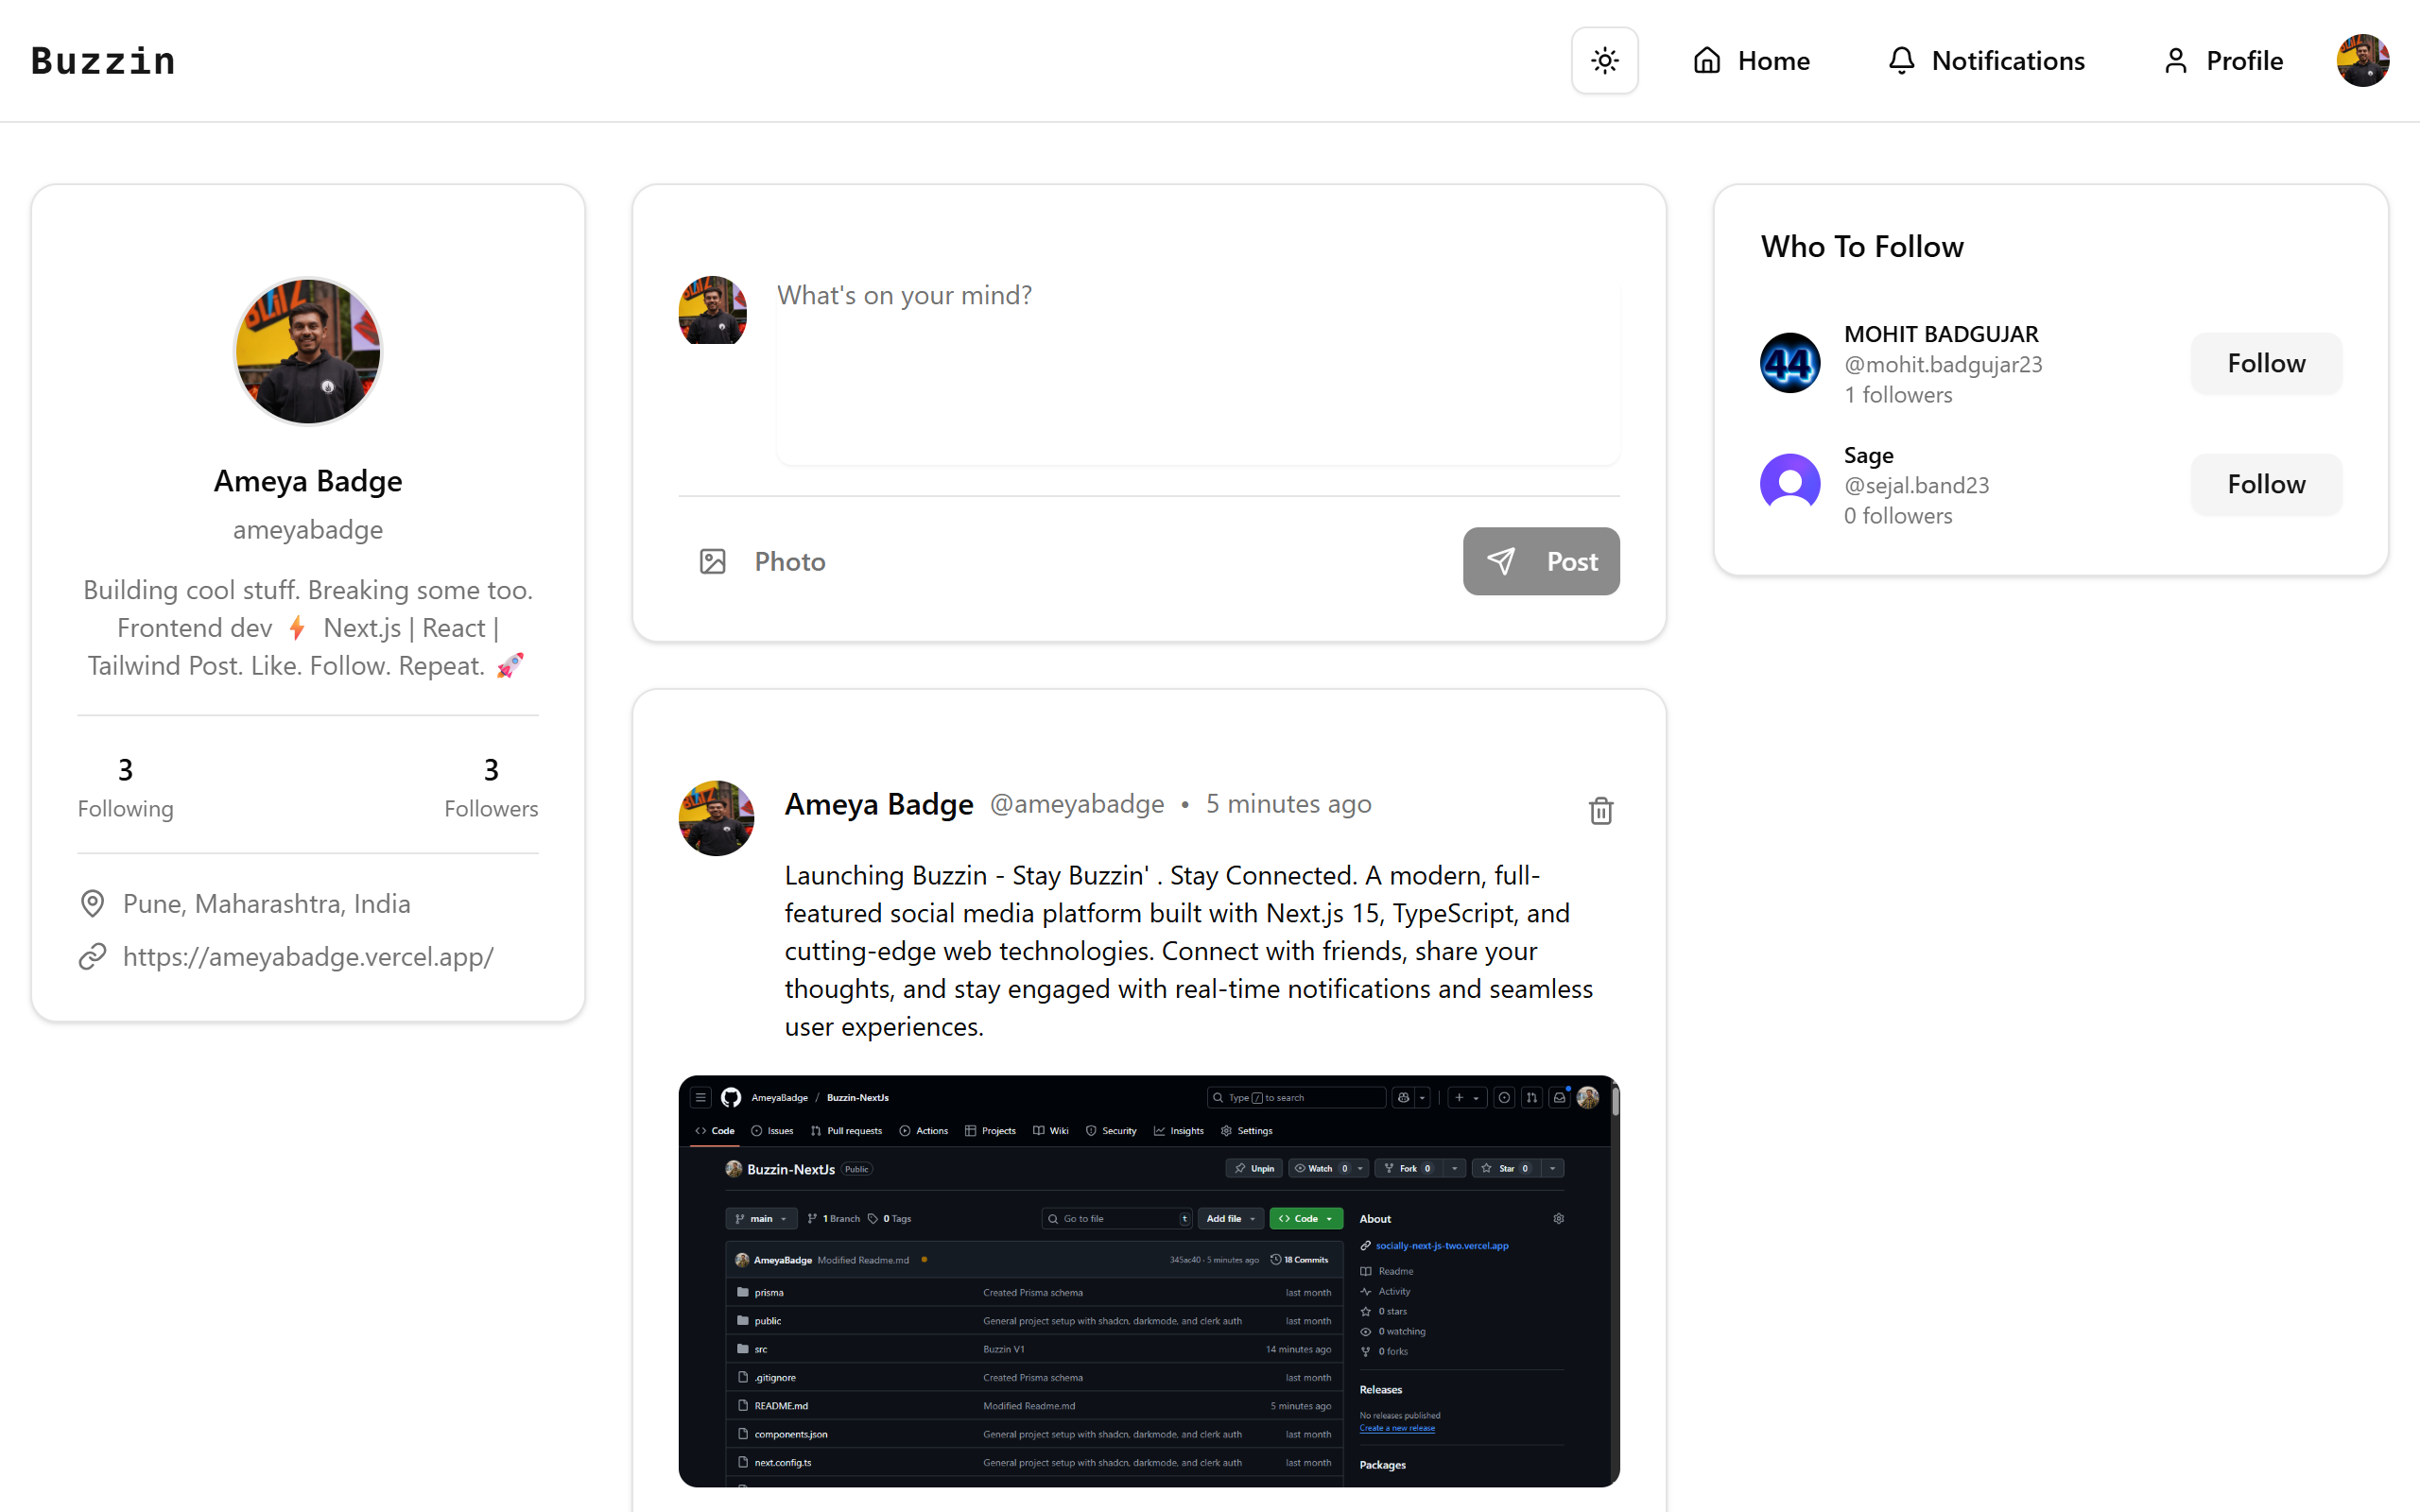 Buzzin
Home
Notifications
Profile
Ameya Badge
ameyabadge
Building cool stuff. Breaking some too.
Frontend dev ⚡ Next.js | React |
Tailwind Post. Like. Follow. Repeat. 🚀
3
Following
3
Followers
Pune, Maharashtra, India
https://ameyabadge.vercel.app/
What's on your mind?
Photo
Post
Ameya Badge @ameyabadge • 5 minutes ago
Launching Buzzin - Stay Buzzin' . Stay Connected. A modern, full-
featured social media platform built with Next.js 15, TypeScript, and
cutting-edge web technologies. Connect with friends, share your
thoughts, and stay engaged with real-time notifications and seamless
user experiences.
AmeyaBadge / Buzzin-NextJs
Type / to search
Code Issues Pull requests Actions Projects Wiki Security Insights Settings
Buzzin-NextJs Public
Unpin Watch 0 Fork 0 Star 0
main 1 Branch 0 Tags
Go to file t Add file Code
AmeyaBadge Modified Readme.md 345ac40 · 5 minutes ago 18 Commits
prisma Created Prisma schema last month
public General project setup with shadcn, darkmode, and clerk auth last month
src Buzzin V1 14 minutes ago
.gitignore Created Prisma schema last month
README.md Modified Readme.md 5 minutes ago
components.json General project setup with shadcn, darkmode, and clerk auth last month
next.config.ts General project setup with shadcn, darkmode, and clerk auth last month
About
socially-next-js-two.vercel.app
Readme
Activity
0 stars
0 watching
0 forks
Releases
No releases published
Create a new release
Packages
Who To Follow
44
MOHIT BADGUJAR
@mohit.badgujar23
1 followers
Follow
Sage
@sejal.band23
0 followers
Follow